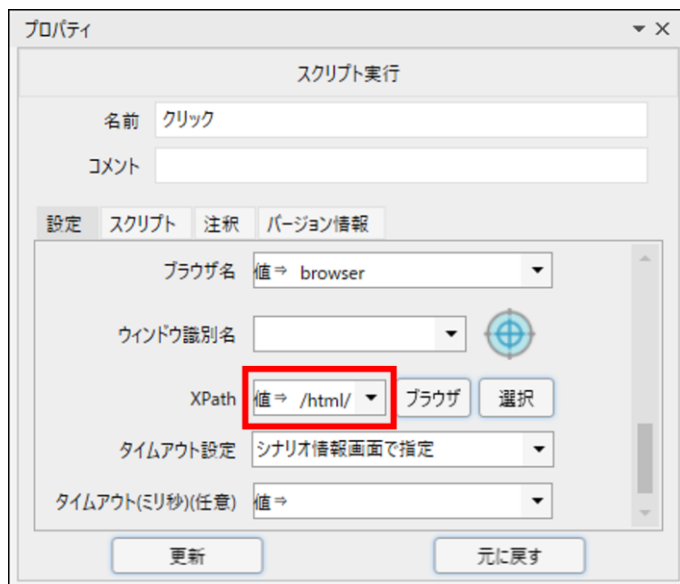 プロパティ
スクリプト実行
名前 クリック
コメント
設定 スクリプト 注釈 バージョン情報
ブラウザ名 値⇒ browser
ウィンドウ識別名
XPath 値⇒ /html/ ブラウザ 選択
タイムアウト設定 シナリオ情報画面で指定
タイムアウト(ミリ秒)(任意) 値⇒
更新 元に戻す